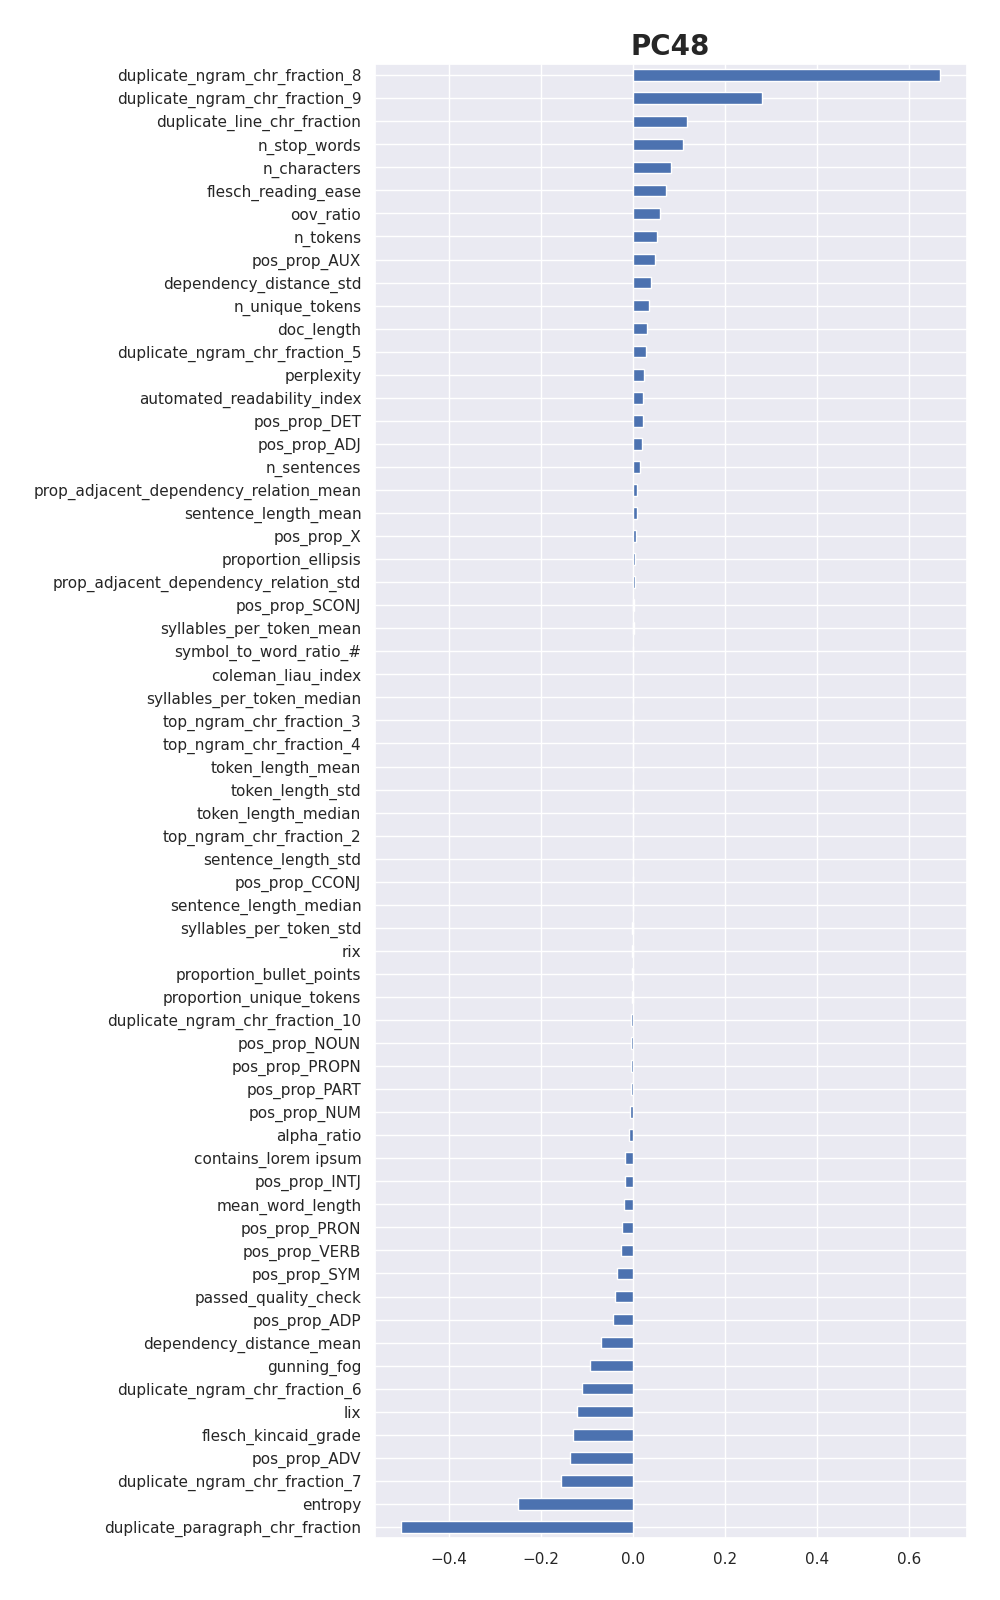 PC48
duplicate_ngram_chr_fraction_8
duplicate_ngram_chr_fraction_9
duplicate_line_chr_fraction
n_stop_words
n_characters
flesch_reading_ease
oov_ratio
n_tokens
pos_prop_AUX
dependency_distance_std
n_unique_tokens
doc_length
duplicate_ngram_chr_fraction_5
perplexity
automated_readability_index
pos_prop_DET
pos_prop_ADJ
n_sentences
prop_adjacent_dependency_relation_mean
sentence_length_mean
pos_prop_X
proportion_ellipsis
prop_adjacent_dependency_relation_std
pos_prop_SCONJ
syllables_per_token_mean
symbol_to_word_ratio_#
coleman_liau_index
syllables_per_token_median
top_ngram_chr_fraction_3
top_ngram_chr_fraction_4
token_length_mean
token_length_std
token_length_median
top_ngram_chr_fraction_2
sentence_length_std
pos_prop_CCONJ
sentence_length_median
syllables_per_token_std
rix
proportion_bullet_points
proportion_unique_tokens
duplicate_ngram_chr_fraction_10
pos_prop_NOUN
pos_prop_PROPN
pos_prop_PART
pos_prop_NUM
alpha_ratio
contains_lorem ipsum
pos_prop_INTJ
mean_word_length
pos_prop_PRON
pos_prop_VERB
pos_prop_SYM
passed_quality_check
pos_prop_ADP
dependency_distance_mean
gunning_fog
duplicate_ngram_chr_fraction_6
lix
flesch_kincaid_grade
pos_prop_ADV
duplicate_ngram_chr_fraction_7
entropy
duplicate_paragraph_chr_fraction
−0.4 −0.2 0.0 0.2 0.4 0.6